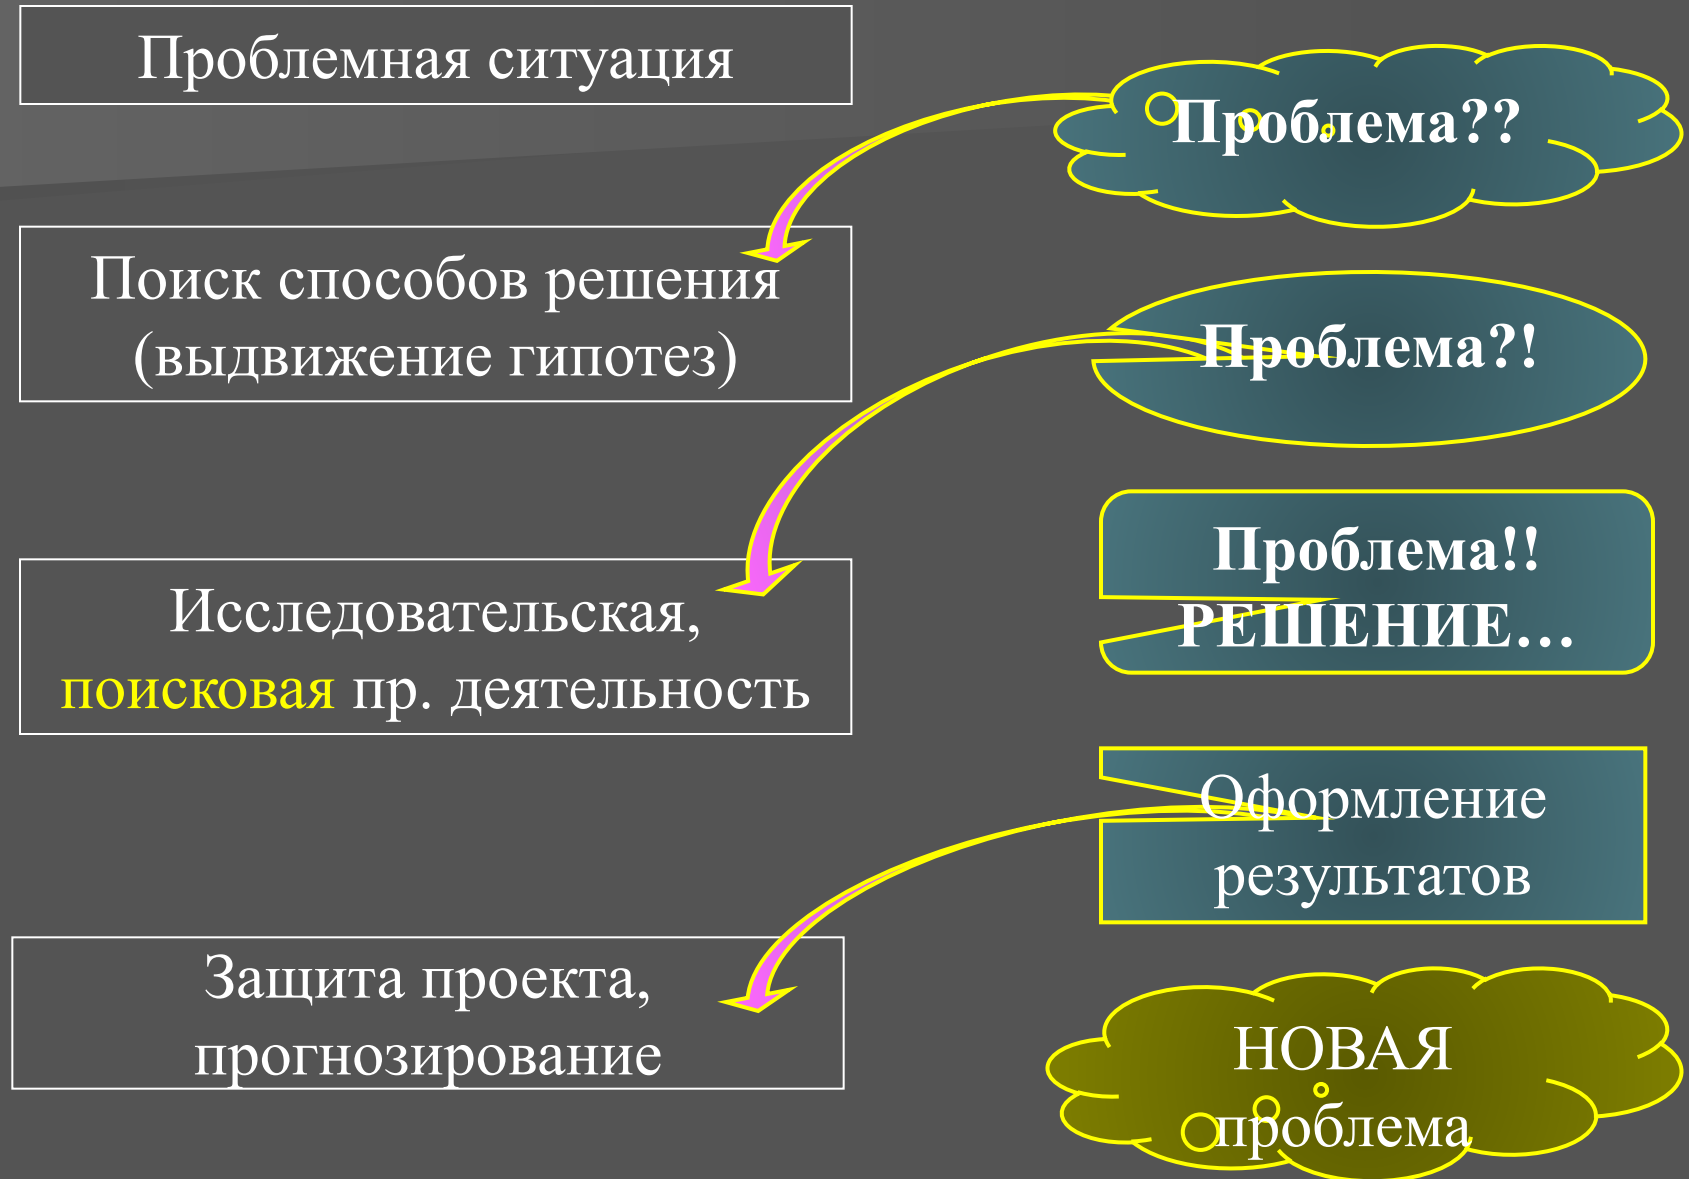 Проблемная ситуация
Проблема??
Поиск способов решения
(выдвижение гипотез)
Проблема?!
Исследовательская,
поисковая пр. деятельность
Проблема!!
РЕШЕНИЕ...
Оформление
результатов
Защита проекта,
прогнозирование
НОВАЯ
проблема